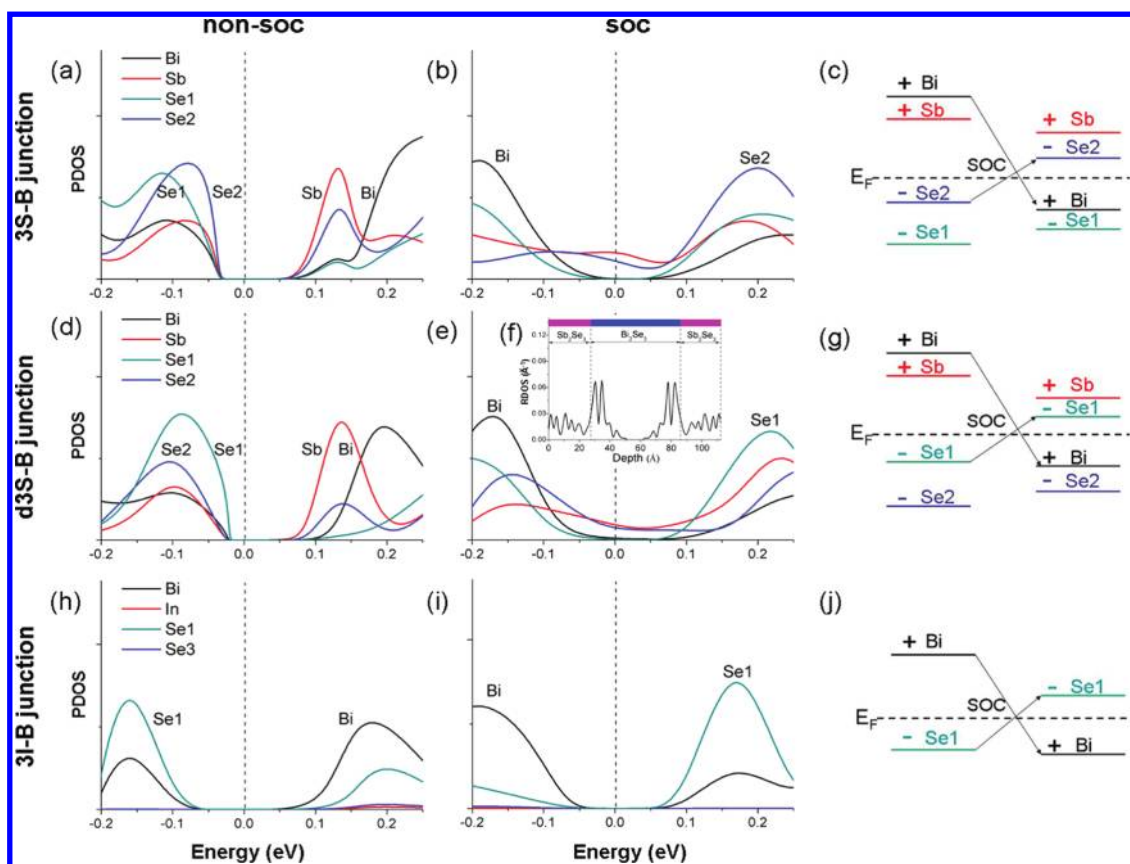 non-soc
soc
3S-B junction
(a)
Bi
Sb
Se1
Se2
PDOS
Se1
Se2
Sb
Bi
-0.2 -0.1 0.0 0.1 0.2
(b)
Bi
Se2
-0.2 -0.1 0.0 0.1 0.2
(c)
+ Bi
+ Sb
SOC
E_F
- Se2
- Se1
+ Sb
- Se2
+ Bi
- Se1
d3S-B junction
(d)
Bi
Sb
Se1
Se2
Se2
Se1
Sb
Bi
-0.2 -0.1 0.0 0.1 0.2
(e)
Bi
Se1
-0.2 -0.1 0.0 0.1 0.2
(f)
Sb2Se3 Bi2Se3 Sb2Se3
RDOS (Å-1)
0.12
0.09
0.06
0.03
0.00
0 20 40 60 80 100
Depth (Å)
(g)
+ Bi
+ Sb
SOC
E_F
- Se1
- Se2
+ Sb
- Se1
+ Bi
- Se2
3I-B junction
(h)
Bi
In
Se1
Se3
PDOS
Se1
Bi
-0.2 -0.1 0.0 0.1 0.2
Energy (eV)
(i)
Bi
Se1
-0.2 -0.1 0.0 0.1 0.2
Energy (eV)
(j)
+ Bi
SOC
E_F
- Se1
- Se1
+ Bi